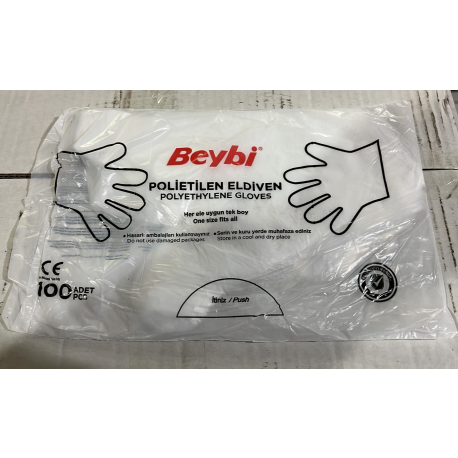 Beybi®
POLİETİLEN ELDİVEN
POLYETHYLENE GLOVES
Her ele uygun tek boy
One size fits all
• Hasarlı ambalajları kullanmayınız
Do not use damaged packages
• Serin ve kuru yerde muhafaza ediniz
Store in a cool and dry place
CE
100 ADET
PCS
İtiniz / Push